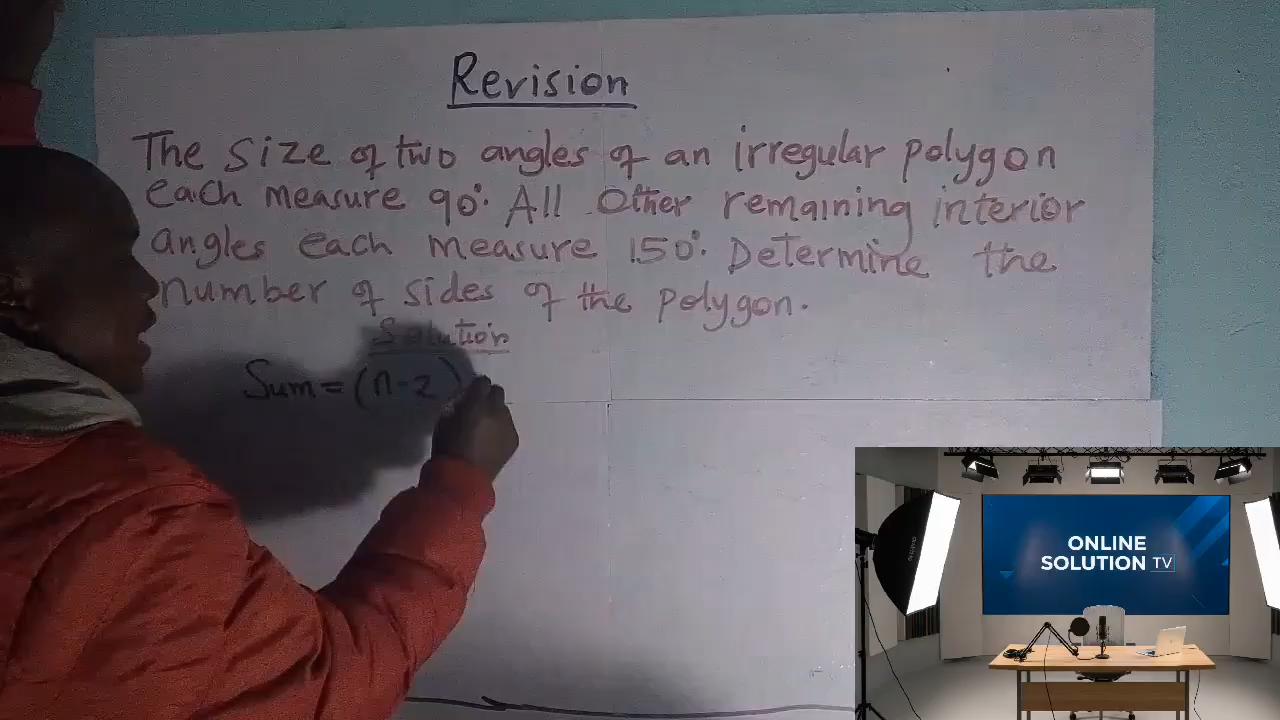 Revision
The size of two angles of an irregular polygon
each measure 90°. All other remaining interior
angles each measure 150°. Determine the
number of sides of the polygon.
Solution
Sum = (n-2)
ONLINE
SOLUTION TV